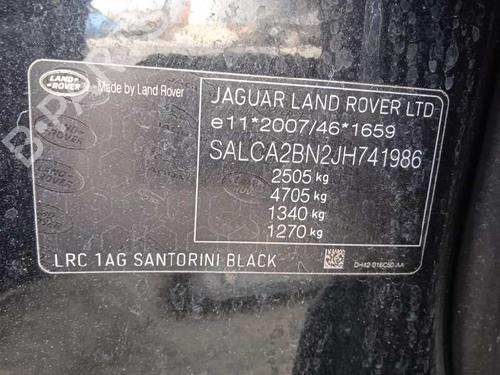 LAND ROVER
Made by Land Rover
JAGUAR LAND ROVER LTD
e11*2007/46*1659
SALCA2BN2JH741986
2505 kg
4705 kg
1340 kg
1270 kg
LRC 1AG SANTORINI BLACK